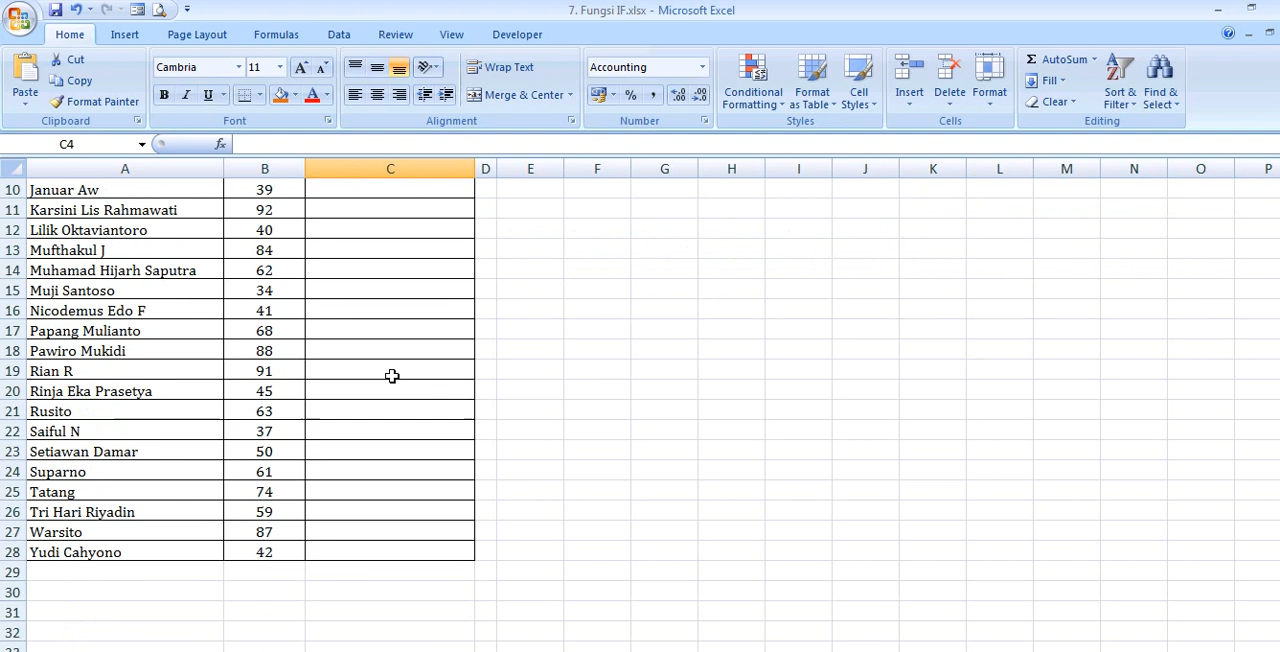 7. Fungsi IF.xlsx - Microsoft Excel
Home Insert Page Layout Formulas Data Review View Developer
Paste
Cut
Copy
Format Painter
Clipboard
Cambria 11
B I U
Font
Wrap Text
Merge & Center
Alignment
Accounting
% ,
Number
Conditional Formatting
Format as Table
Cell Styles
Styles
Insert Delete Format
Cells
AutoSum
Fill
Clear
Sort & Filter
Find & Select
Editing
C4 fx
A B C D E F G H I J K L M N O P
10 Januar Aw 39
11 Karsini Lis Rahmawati 92
12 Lilik Oktaviantoro 40
13 Mufthakul J 84
14 Muhamad Hijarh Saputra 62
15 Muji Santoso 34
16 Nicodemus Edo F 41
17 Papang Mulianto 68
18 Pawiro Mukidi 88
19 Rian R 91
20 Rinja Eka Prasetya 45
21 Rusito 63
22 Saiful N 37
23 Setiawan Damar 50
24 Suparno 61
25 Tatang 74
26 Tri Hari Riyadin 59
27 Warsito 87
28 Yudi Cahyono 42
29
30
31
32